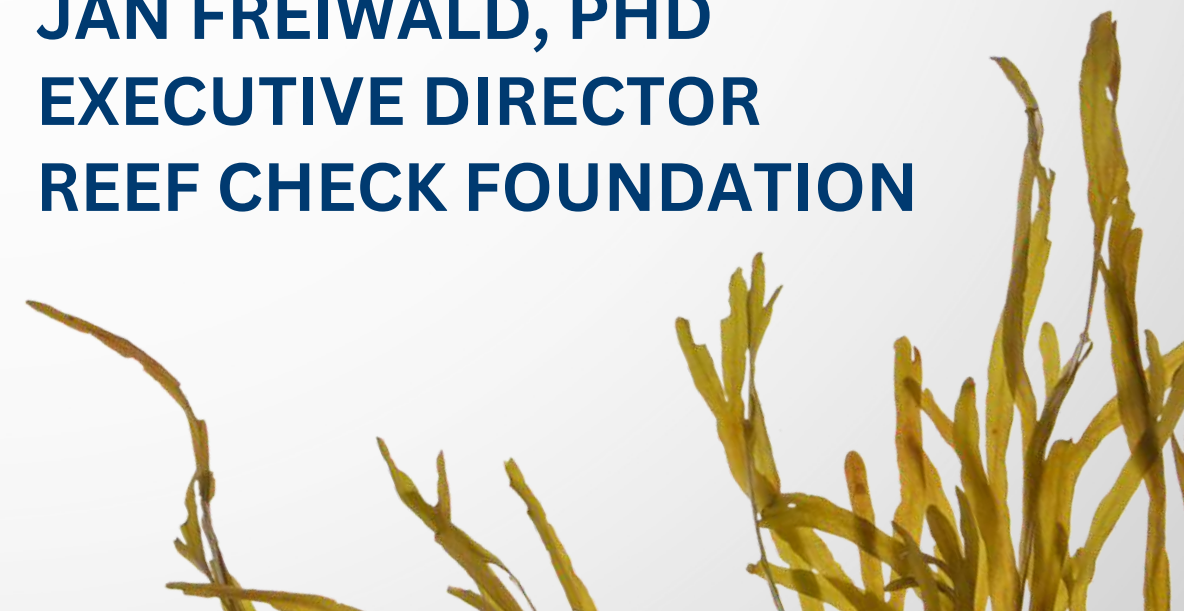 JAN FREIWALD, PHD
EXECUTIVE DIRECTOR
REEF CHECK FOUNDATION